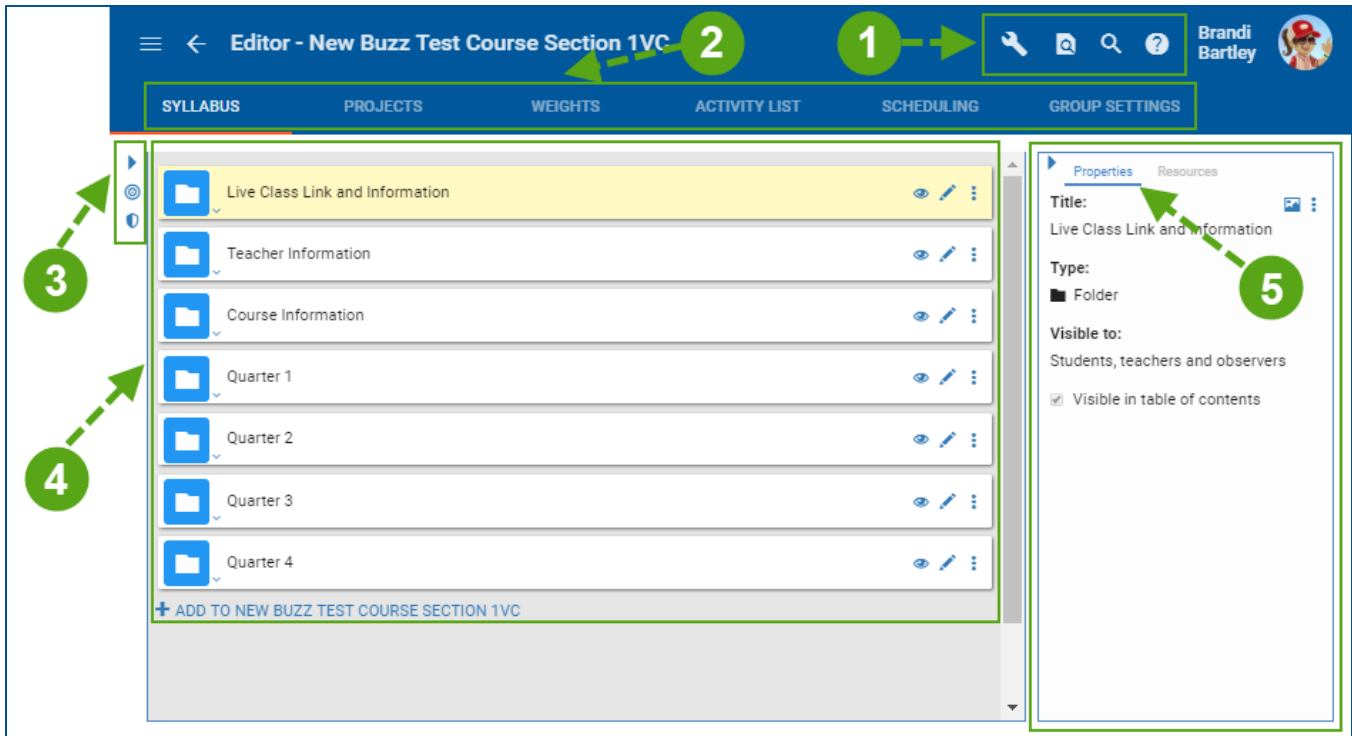 Editor - New Buzz Test Course Section 1VC
2
1
Brandi
Bartley
SYLLABUS
PROJECTS
WEIGHTS
ACTIVITY LIST
SCHEDULING
GROUP SETTINGS
3
4
Live Class Link and Information
Teacher Information
Course Information
Quarter 1
Quarter 2
Quarter 3
Quarter 4
+ ADD TO NEW BUZZ TEST COURSE SECTION 1VC
Properties Resources
Title:
Live Class Link and Information
Type:
Folder
5
Visible to:
Students, teachers and observers
Visible in table of contents